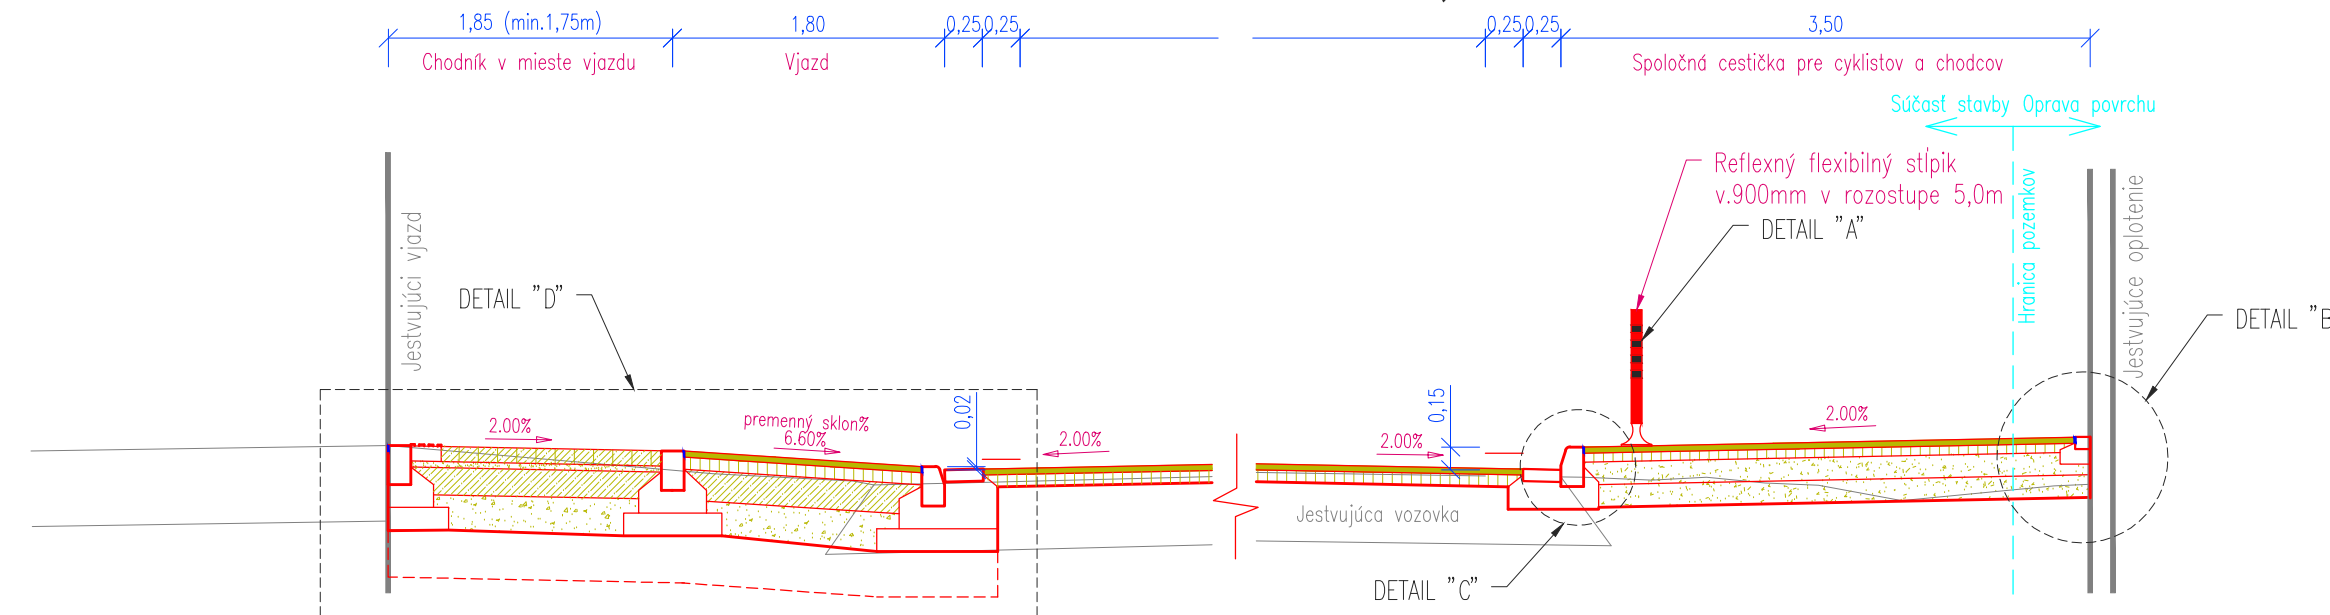 1,85 (min.1,75m)
1,80
0,25
0,25
0,25
0,25
3,50
Chodník v mieste vjazdu
Vjazd
Spoločná cestička pre cyklistov a chodcov
Súčasť stavby
Oprava povrchu
Reflexný flexibilný stĺpik
v.900mm v rozostupe 5,0m
DETAIL "A"
Hranica pozemkov
Jestvujúce oplotenie
Jestvujúci vjazd
DETAIL "D"
DETAIL "B
2.00%
premenný sklon%
6.60%
0,02
2.00%
2.00%
0,15
2.00%
Jestvujúca vozovka
DETAIL "C"